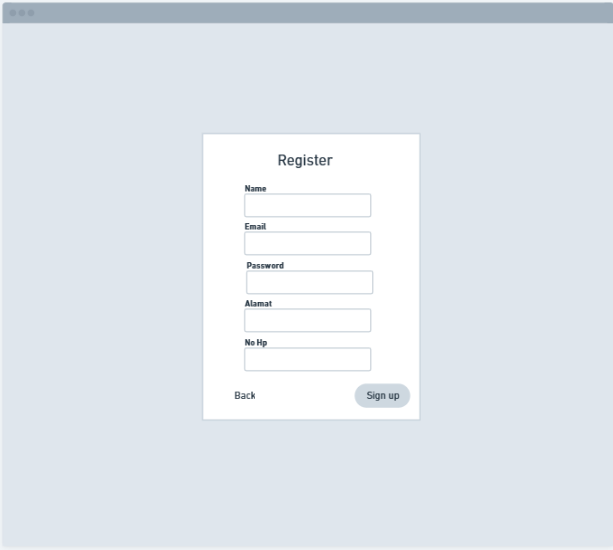 Register
Name
Email
Password
Alamat
No Hp
Back
Sign up